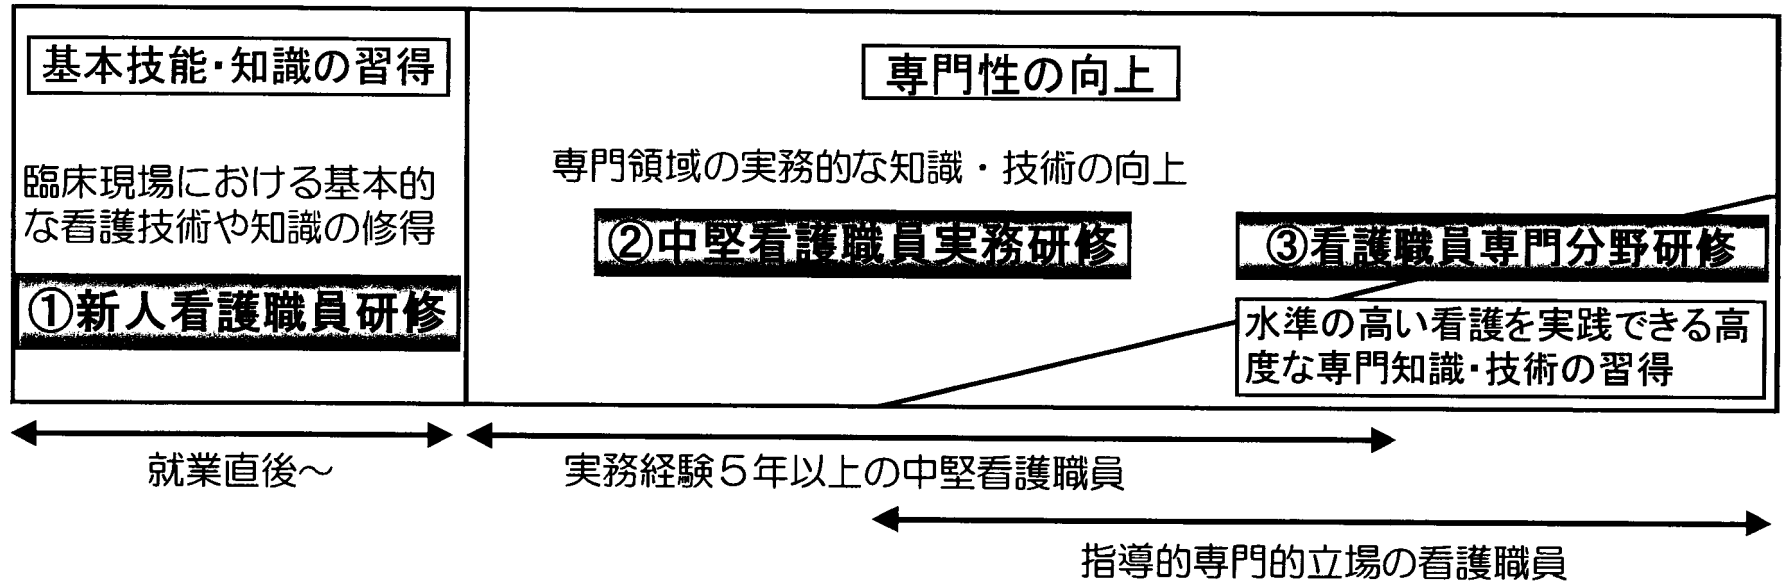 基本技能・知識の習得
臨床現場における基本的
な看護技術や知識の修得
①新人看護職員研修
専門性の向上
専門領域の実務的な知識・技術の向上
②中堅看護職員実務研修
③看護職員専門分野研修
水準の高い看護を実践できる高
度な専門知識・技術の習得
就業直後～
実務経験５年以上の中堅看護職員
指導的専門的立場の看護職員